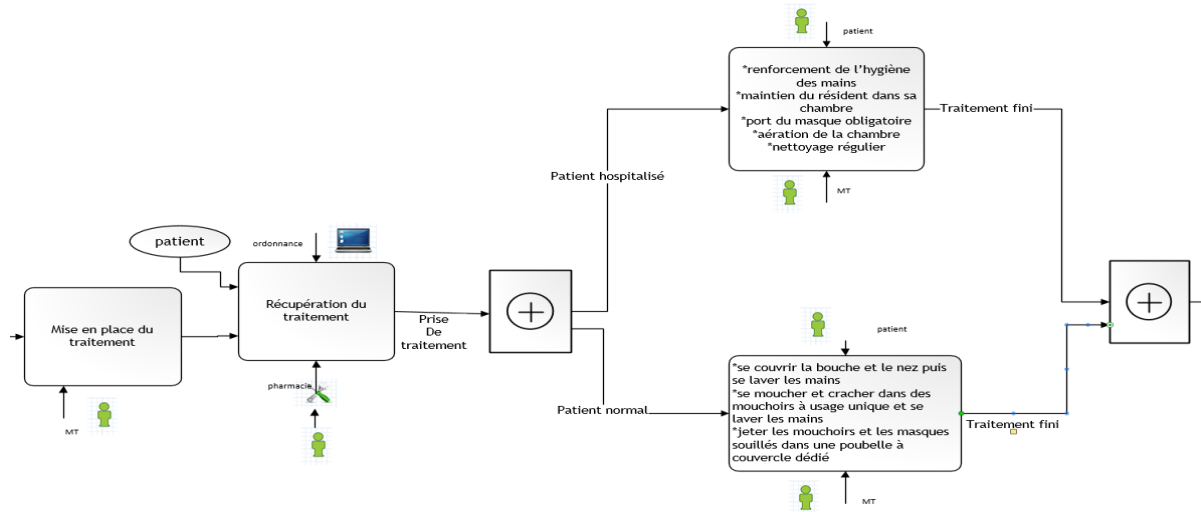 patient
*renforcement de l'hygiène
des mains
*maintien du résident dans sa
chambre
*port du masque obligatoire
*aération de la chambre
*nettoyage régulier
Traitement fini
Patient hospitalisé
MT
patient
ordonnance
Mise en place du
traitement
Récupération du
traitement
Prise
De
traitement
pharmacie
MT
patient
*se couvrir la bouche et le nez puis
se laver les mains
*se moucher et cracher dans des
mouchoirs à usage unique et se
laver les mains
*jeter les mouchoirs et les masques
souillés dans une poubelle à
couvercle dédié
Patient normal
Traitement fini
MT